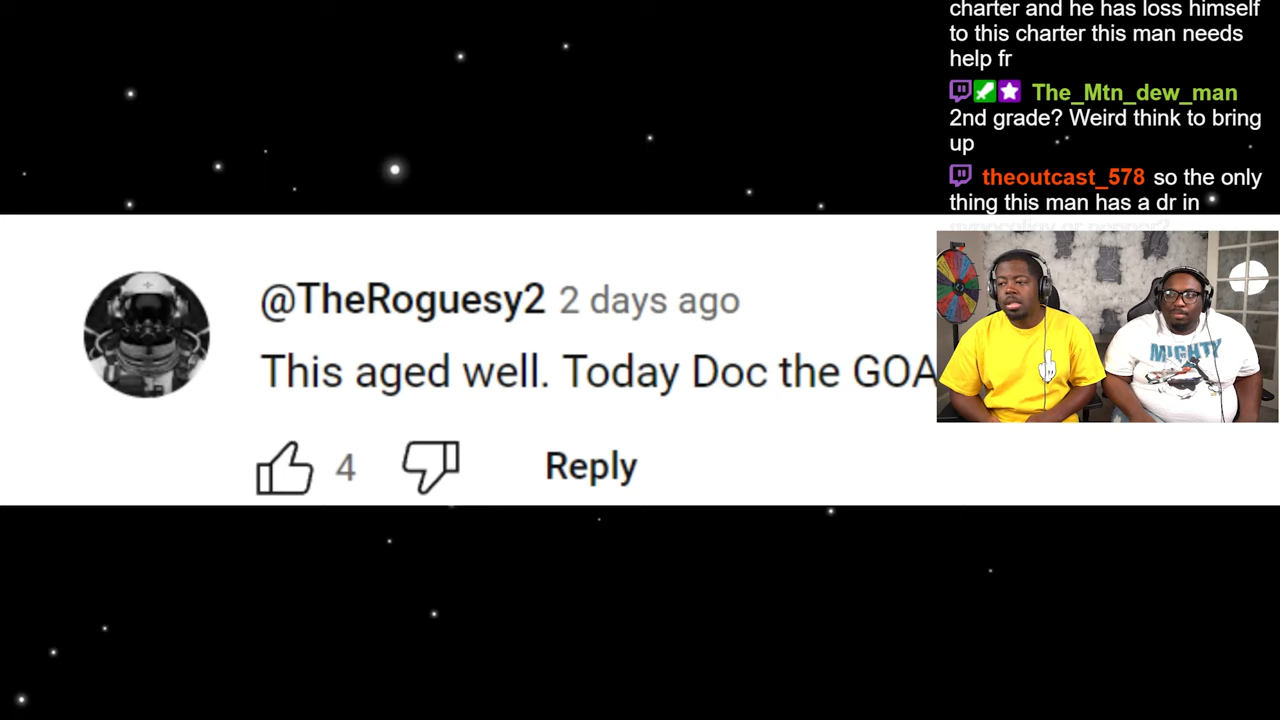 charter and he has loss himself
to this charter this man needs
help fr
The_Mtn_dew_man
2nd grade? Weird think to bring
up
theoutcast_578 so the only
thing this man has a dr in
@TheRoguesy2 2 days ago
This aged well. Today Doc the GOA
4
Reply
MIGHTY